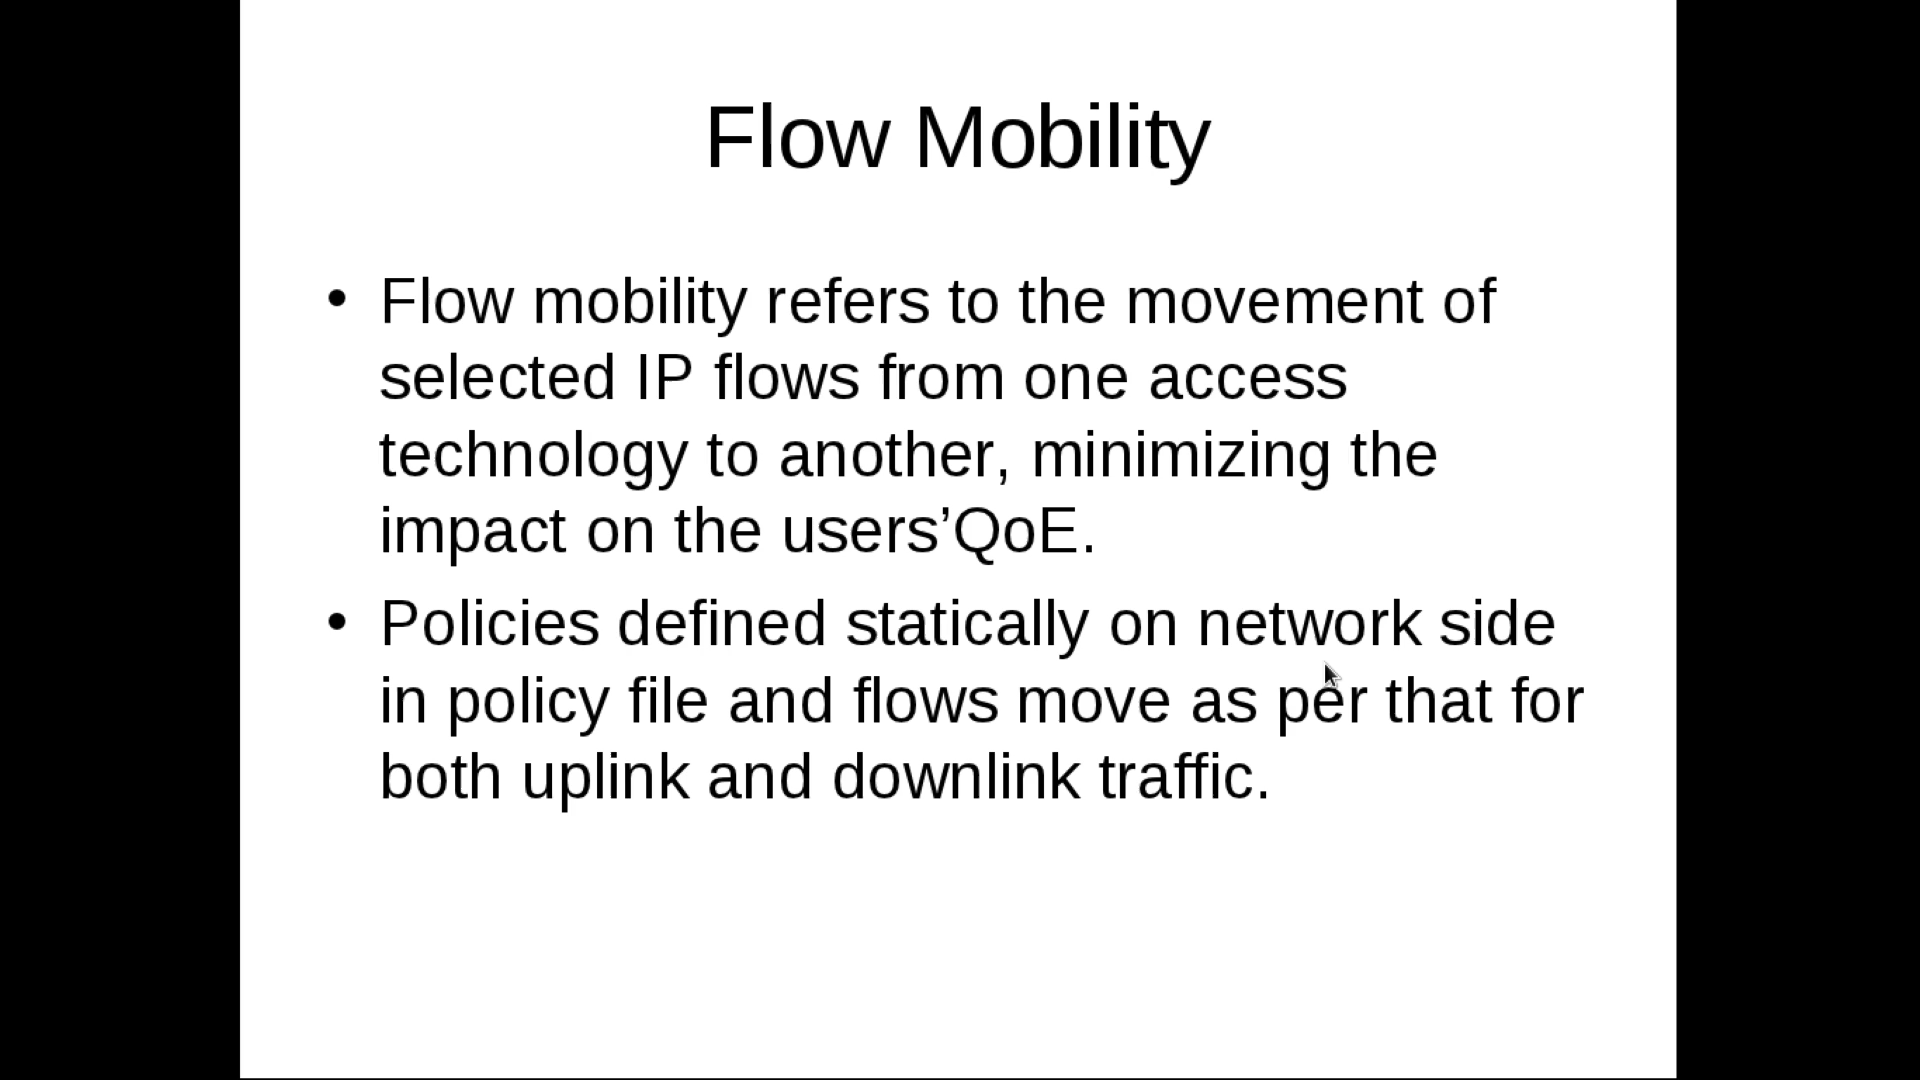 Flow Mobility
• Flow mobility refers to the movement of
selected IP flows from one access
technology to another, minimizing the
impact on the users’QoE.
• Policies defined statically on network side
in policy file and flows move as per that for
both uplink and downlink traffic.